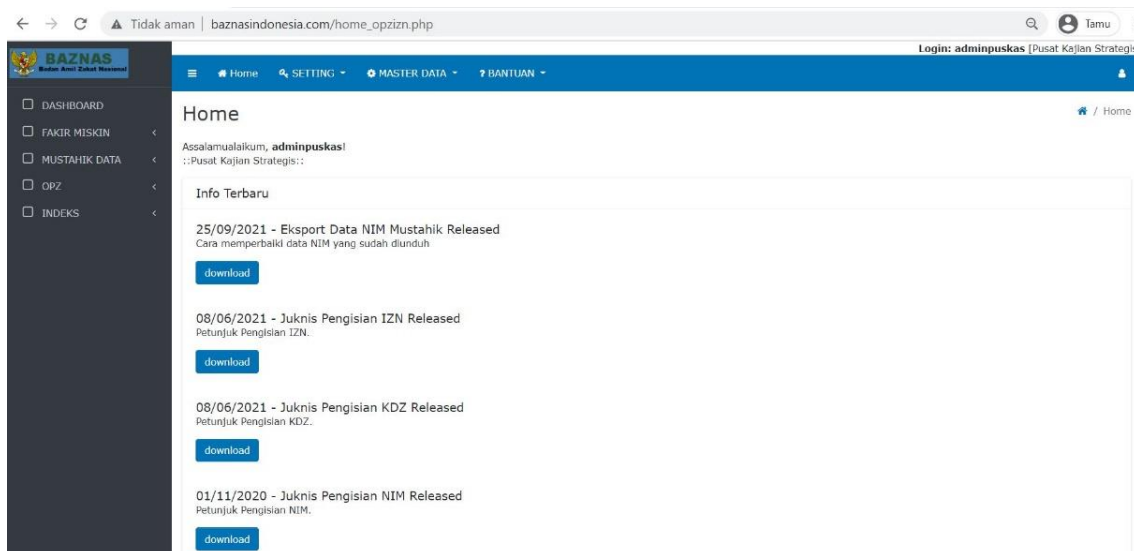 Tidak aman | baznasindonesia.com/home_opzizn.php
Tamu
BAZNAS
Badan Amil Zakat Nasional
Login: adminpuskas [Pusat Kajian Strategis
Home
SETTING
MASTER DATA
? BANTUAN
DASHBOARD
FAKIR MISKIN
MUSTAHIK DATA
OPZ
INDEKS
Home
/ Home
Assalamualaikum, adminpuskas!
::Pusat Kajian Strategis::
Info Terbaru
25/09/2021 - Eksport Data NIM Mustahik Released
Cara memperbaiki data NIM yang sudah diunduh
download
08/06/2021 - Juknis Pengisian IZN Released
Petunjuk Pengisian IZN.
download
08/06/2021 - Juknis Pengisian KDZ Released
Petunjuk Pengisian KDZ.
download
01/11/2020 - Juknis Pengisian NIM Released
Petunjuk Pengisian NIM.
download